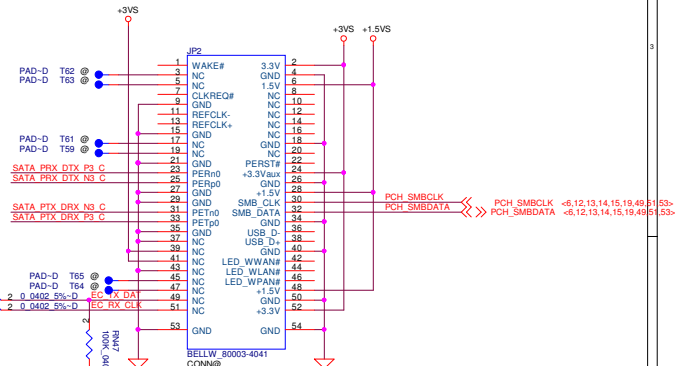 +3VS
+3VS +1.5VS
3
JP2
1 WAKE# 3.3V 2
PAD~D T62 @ 3 NC GND 4
PAD~D T63 @ 5 NC 1.5V 6
7 CLKREQ# NC 8
9 GND NC 10
11 REFCLK- NC 12
13 REFCLK+ NC 14
15 GND NC 16
PAD~D T61 @ 17 NC GND 18
PAD~D T59 @ 19 NC NC 20
21 GND PERST# 22
SATA_PRX_DTX_P3_C 23 PERn0 +3.3Vaux 24
SATA_PRX_DTX_N3_C 25 PERp0 GND 26
27 GND +1.5V 28
29 GND SMB_CLK 30 PCH_SMBCLK PCH_SMBCLK <6,12,13,14,15,19,49,51,53>
SATA_PTX_DRX_N3_C 31 PETn0 SMB_DATA 32 PCH_SMBDATA PCH_SMBDATA <6,12,13,14,15,19,49,51,53>
SATA_PTX_DRX_P3_C 33 PETp0 GND 34
35 GND USB_D- 36
37 NC USB_D+ 38
39 NC GND 40
41 NC LED_WWAN# 42
43 NC LED_WLAN# 44
PAD~D T65 @ 45 NC LED_WPAN# 46
PAD~D T64 @ 47 NC +1.5V 48
2 0_0402_5%~D EC_TX_DAT 49 NC GND 50
2 0_0402_5%~D EC_RX_CLK 51 NC +3.3V 52
53 GND GND 54
2
RN47
BELLW_80003-4041
CONN@